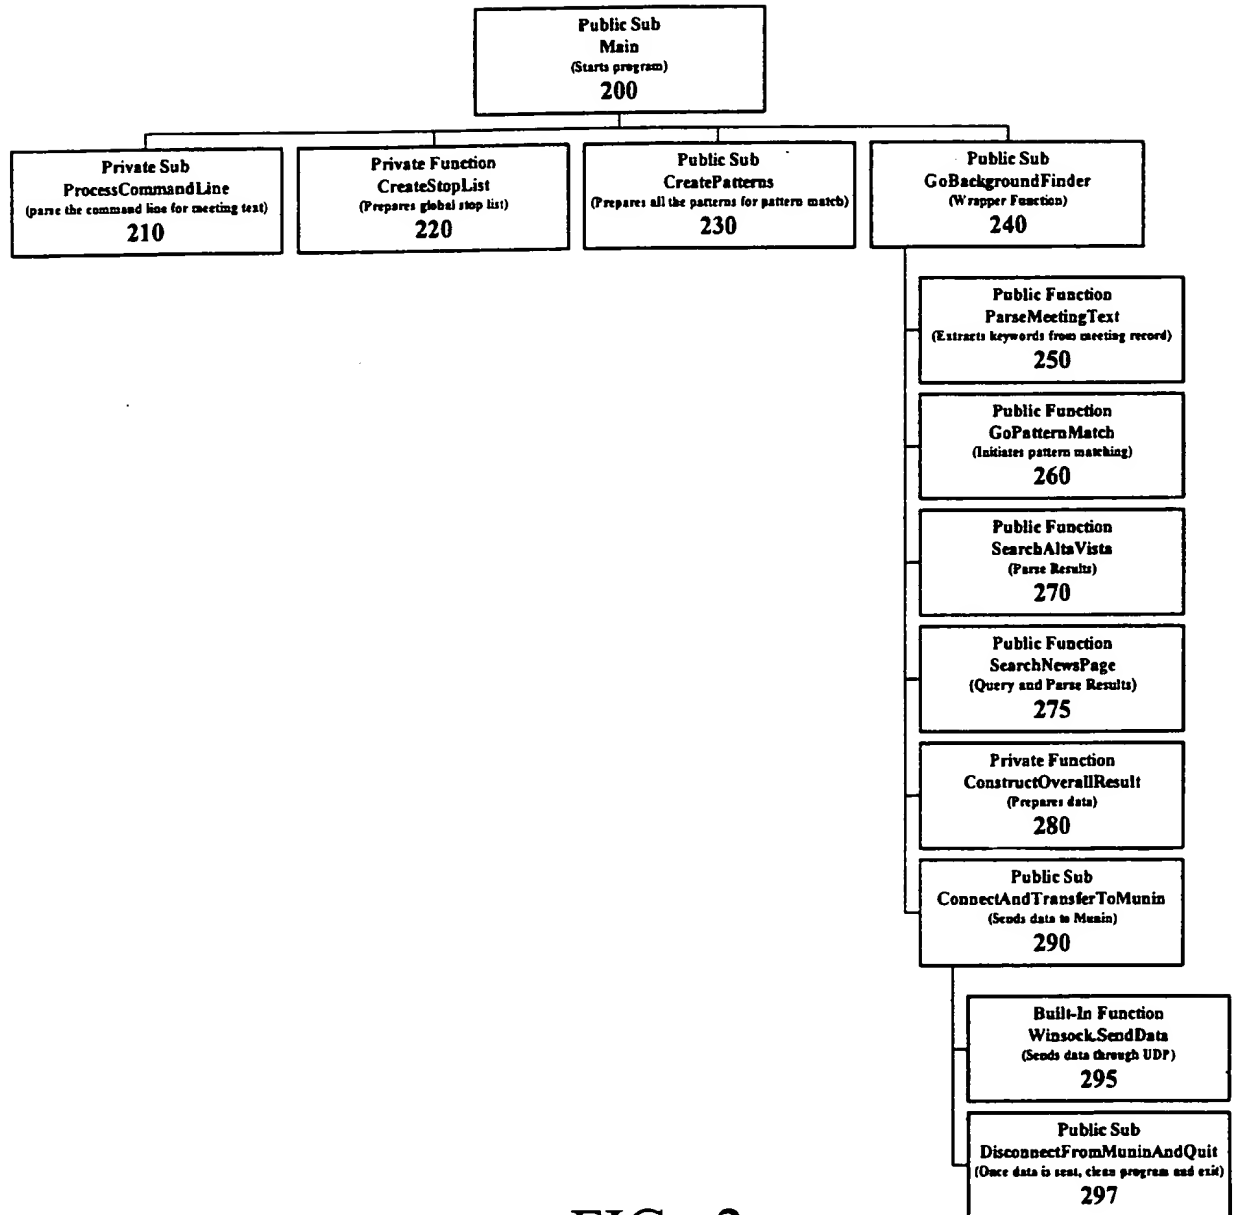 Public Sub
Main
(Starts program)
200
Private Sub
ProcessCommandLine
(parse the command line for meeting text)
210
Private Function
CreateStopList
(Prepares global stop list)
220
Public Sub
CreatePatterns
(Prepares all the patterns for pattern match)
230
Public Sub
GoBackgroundFinder
(Wrapper Function)
240
Public Function
ParseMeetingText
(Extracts keywords from meeting record)
250
Public Function
GoPatternMatch
(Initiates pattern matching)
260
Public Function
SearchAltaVista
(Parse Results)
270
Public Function
SearchNewsPage
(Query and Parse Results)
275
Private Function
ConstructOverallResult
(Prepares data)
280
Public Sub
ConnectAndTransferToMunin
(Sends data to Munin)
290
Built-In Function
Winsock.SendData
(Sends data through UDP)
295
Public Sub
DisconnectFromMuninAndQuit
(Once data is sent, clean program and exit)
297